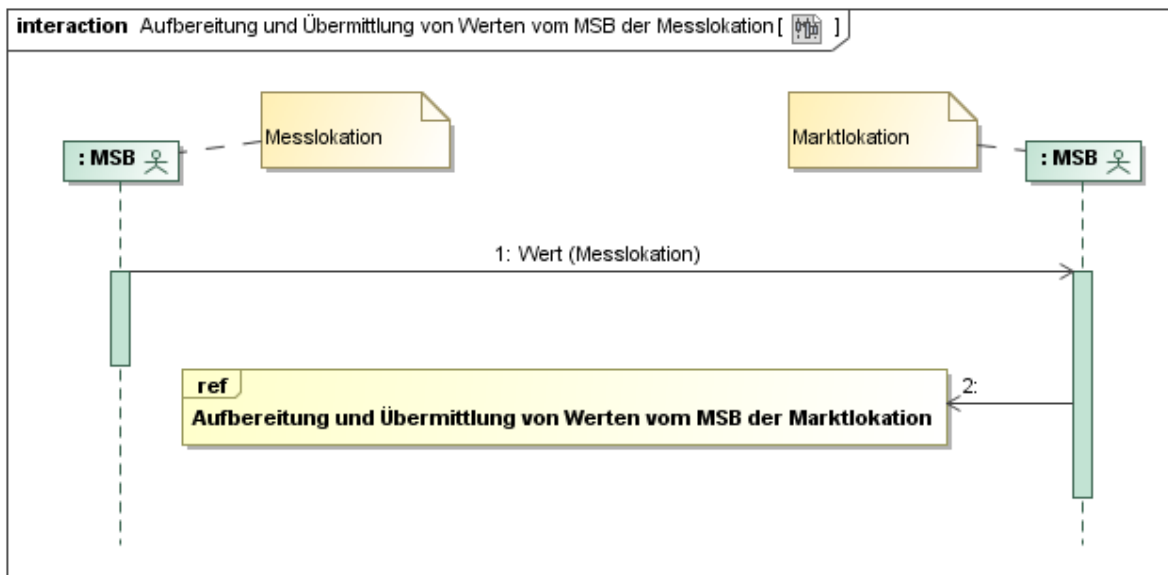 interaction Aufbereitung und Übermittlung von Werten vom MSB der Messlokation [ ]
Messlokation
Marktlokation
: MSB
: MSB
1: Wert (Messlokation)
ref
2:
Aufbereitung und Übermittlung von Werten vom MSB der Marktlokation